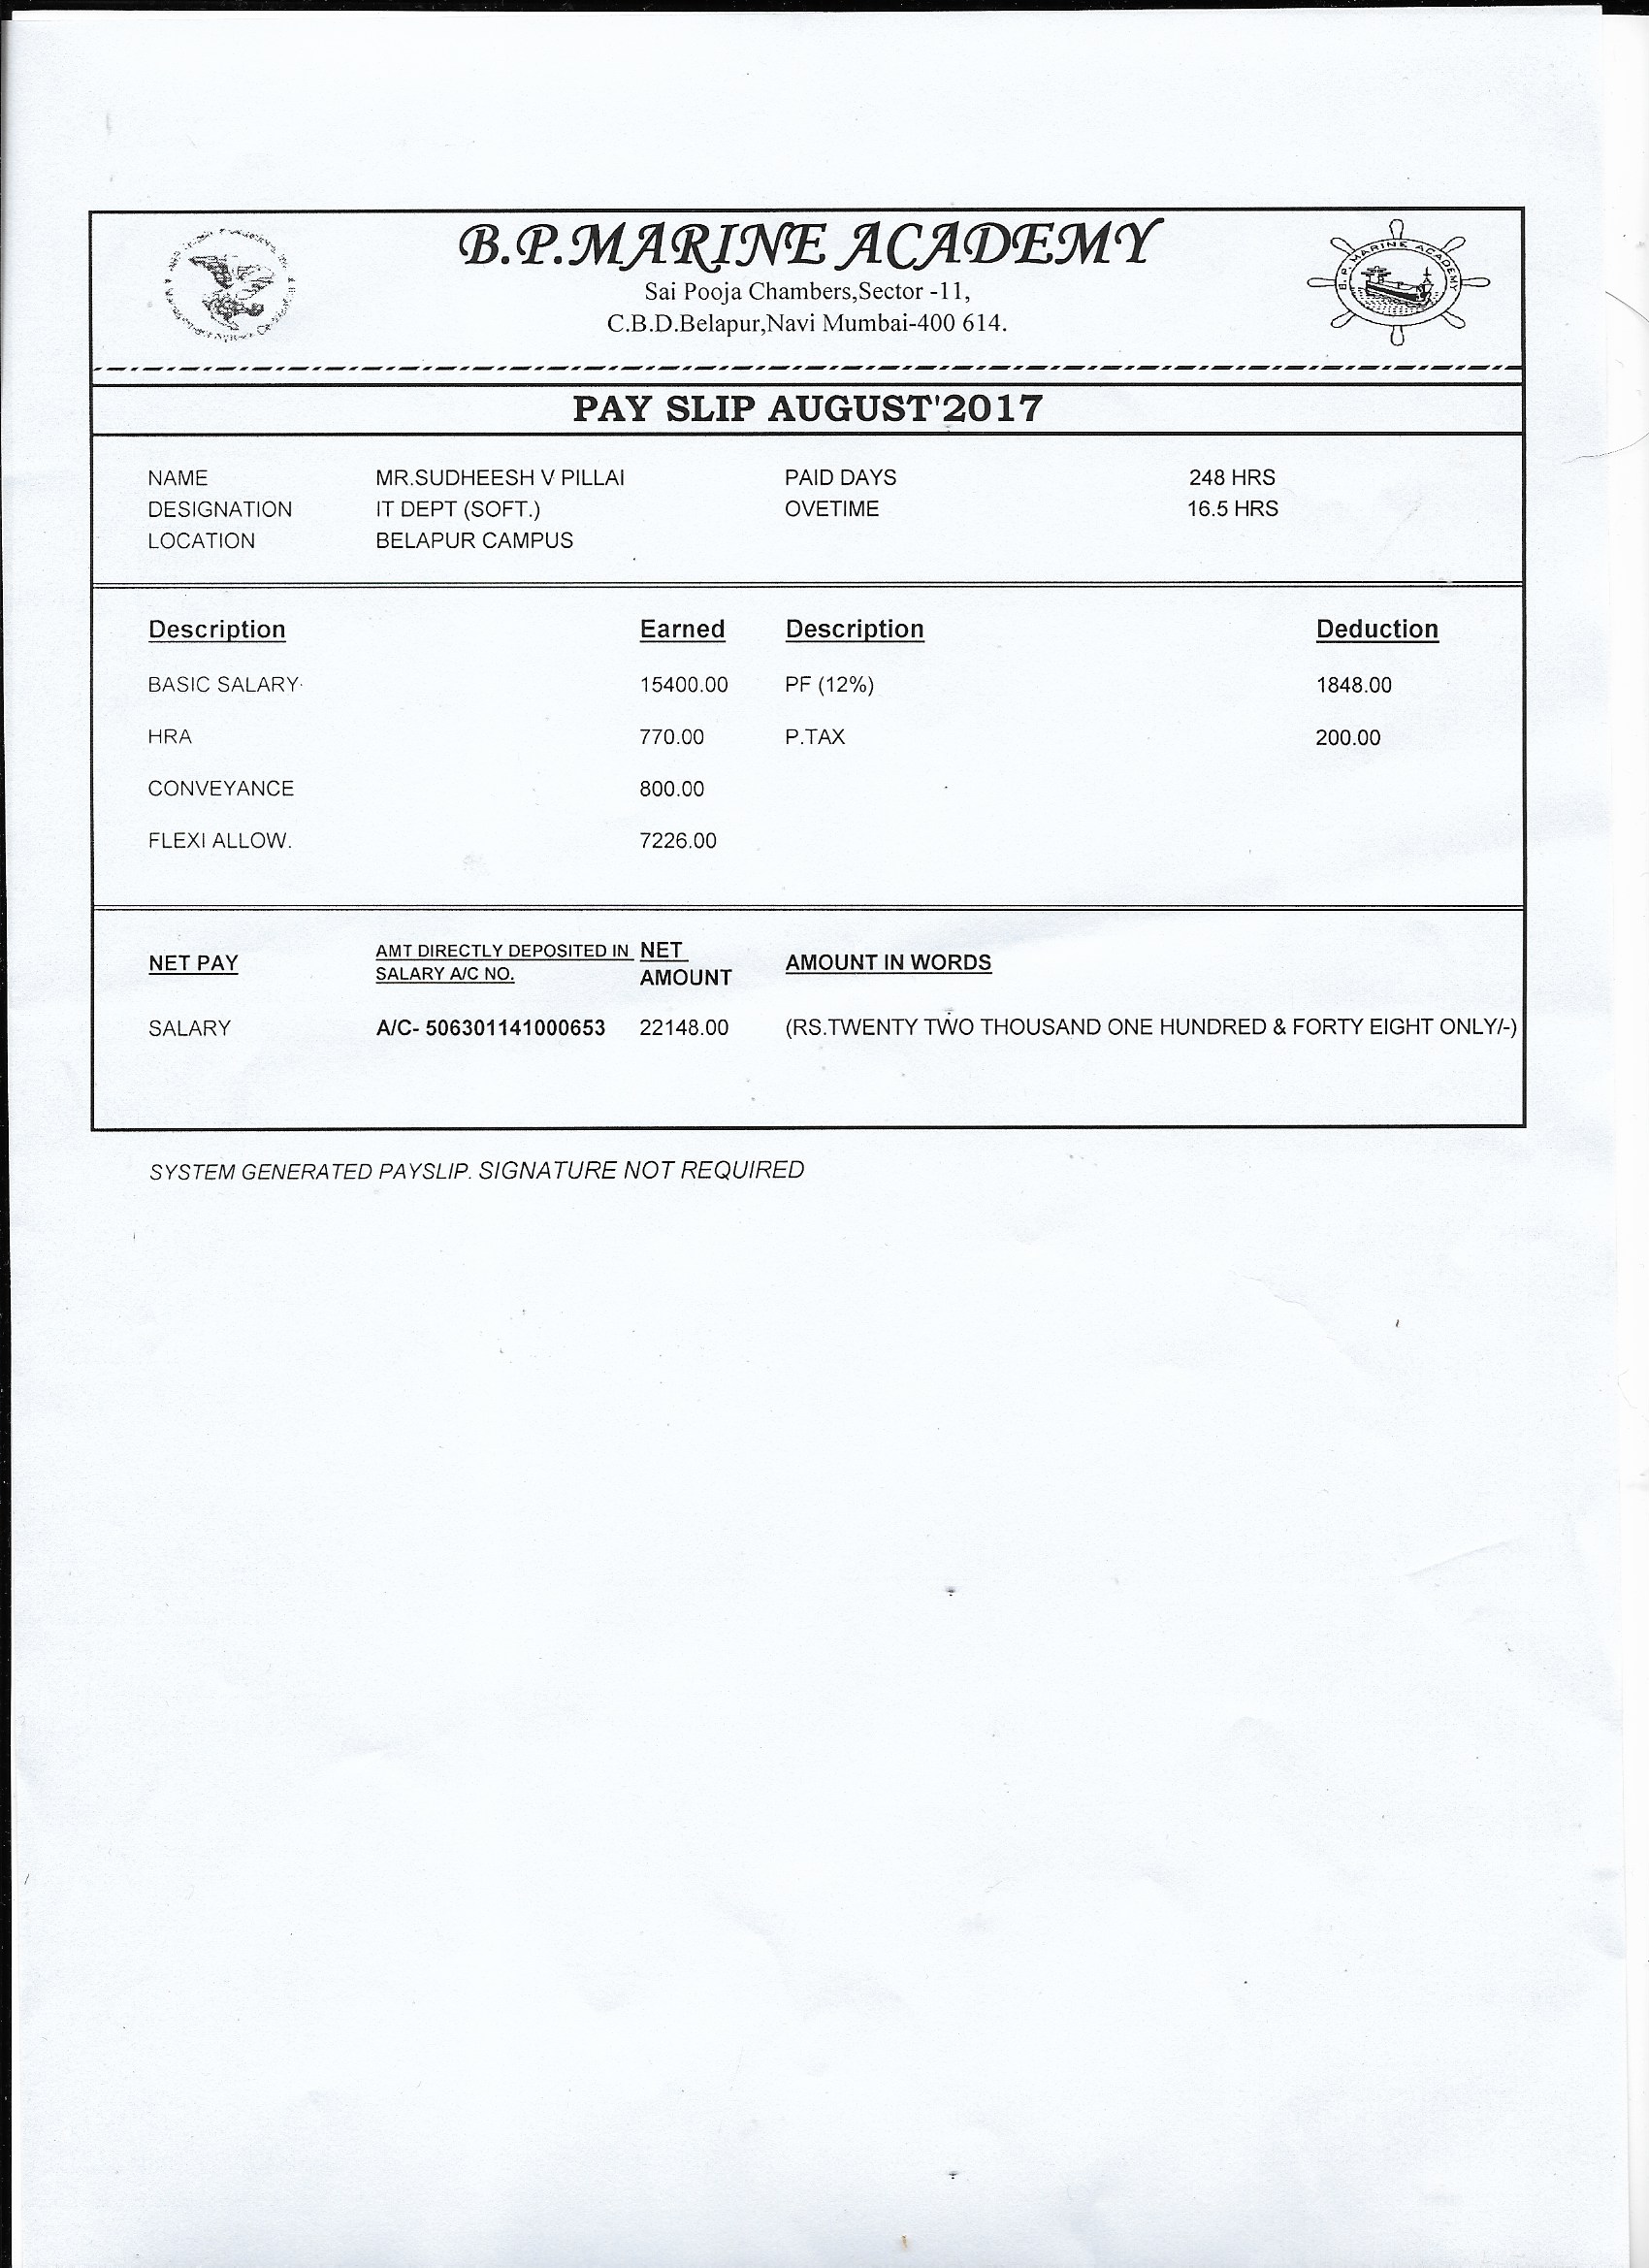 B.P.MARINE ACADEMY
Sai Pooja Chambers,Sector -11,
C.B.D.Belapur,Navi Mumbai-400 614.
B.P. MARINE ACADEMY
PAY SLIP AUGUST'2017
NAME MR.SUDHEESH V PILLAI PAID DAYS 248 HRS
DESIGNATION IT DEPT (SOFT.) OVETIME 16.5 HRS
LOCATION BELAPUR CAMPUS
Description Earned Description Deduction
BASIC SALARY 15400.00 PF (12%) 1848.00
HRA 770.00 P.TAX 200.00
CONVEYANCE 800.00
FLEXI ALLOW. 7226.00
NET PAY AMT DIRECTLY DEPOSITED IN SALARY A/C NO. NET AMOUNT AMOUNT IN WORDS
SALARY A/C- 506301141000653 22148.00 (RS.TWENTY TWO THOUSAND ONE HUNDRED & FORTY EIGHT ONLY/-)
SYSTEM GENERATED PAYSLIP. SIGNATURE NOT REQUIRED